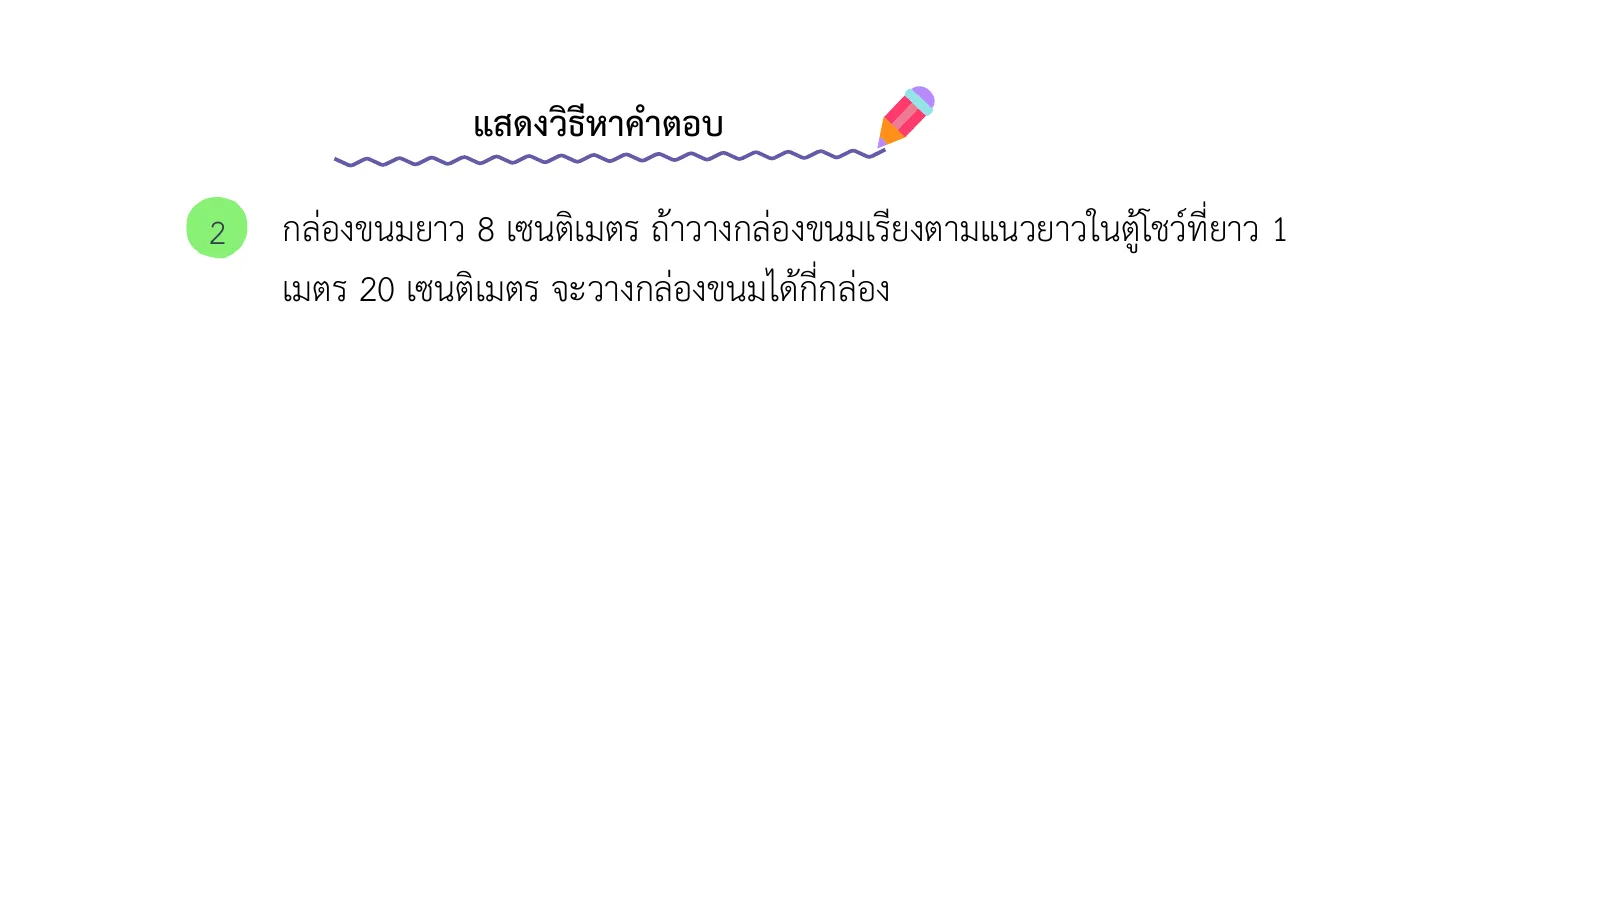 แสดงวิธีหาคำตอบ
2 กล่องขนมยาว 8 เซนติเมตร ถ้าวางกล่องขนมเรียงตามแนวยาวในตู้โชว์ที่ยาว 1
เมตร 20 เซนติเมตร จะวางกล่องขนมได้กี่กล่อง